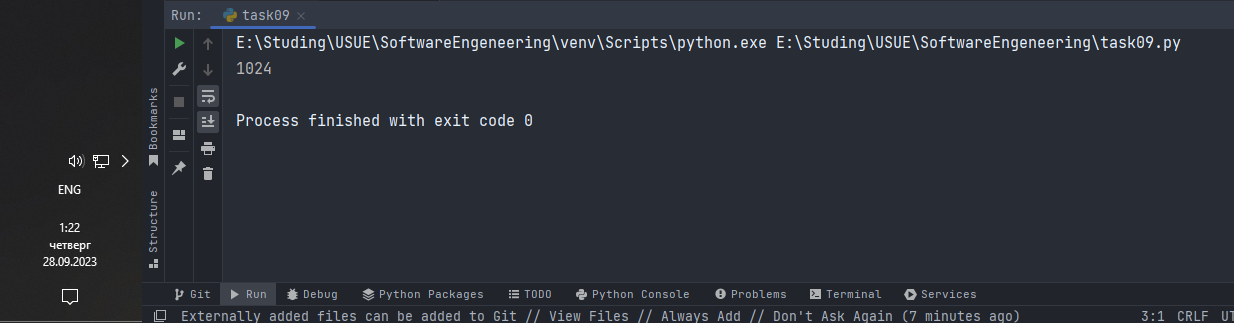 Run: task09
E:\Studing\USUE\SoftwareEngeneering\venv\Scripts\python.exe E:\Studing\USUE\SoftwareEngeneering\task09.py
1024
Process finished with exit code 0
Bookmarks
Structure
ENG
1:22
четверг
28.09.2023
Git Run Debug Python Packages TODO Python Console Problems Terminal Services
Externally added files can be added to Git // View Files // Always Add // Don't Ask Again (7 minutes ago) 3:1 CRLF UT